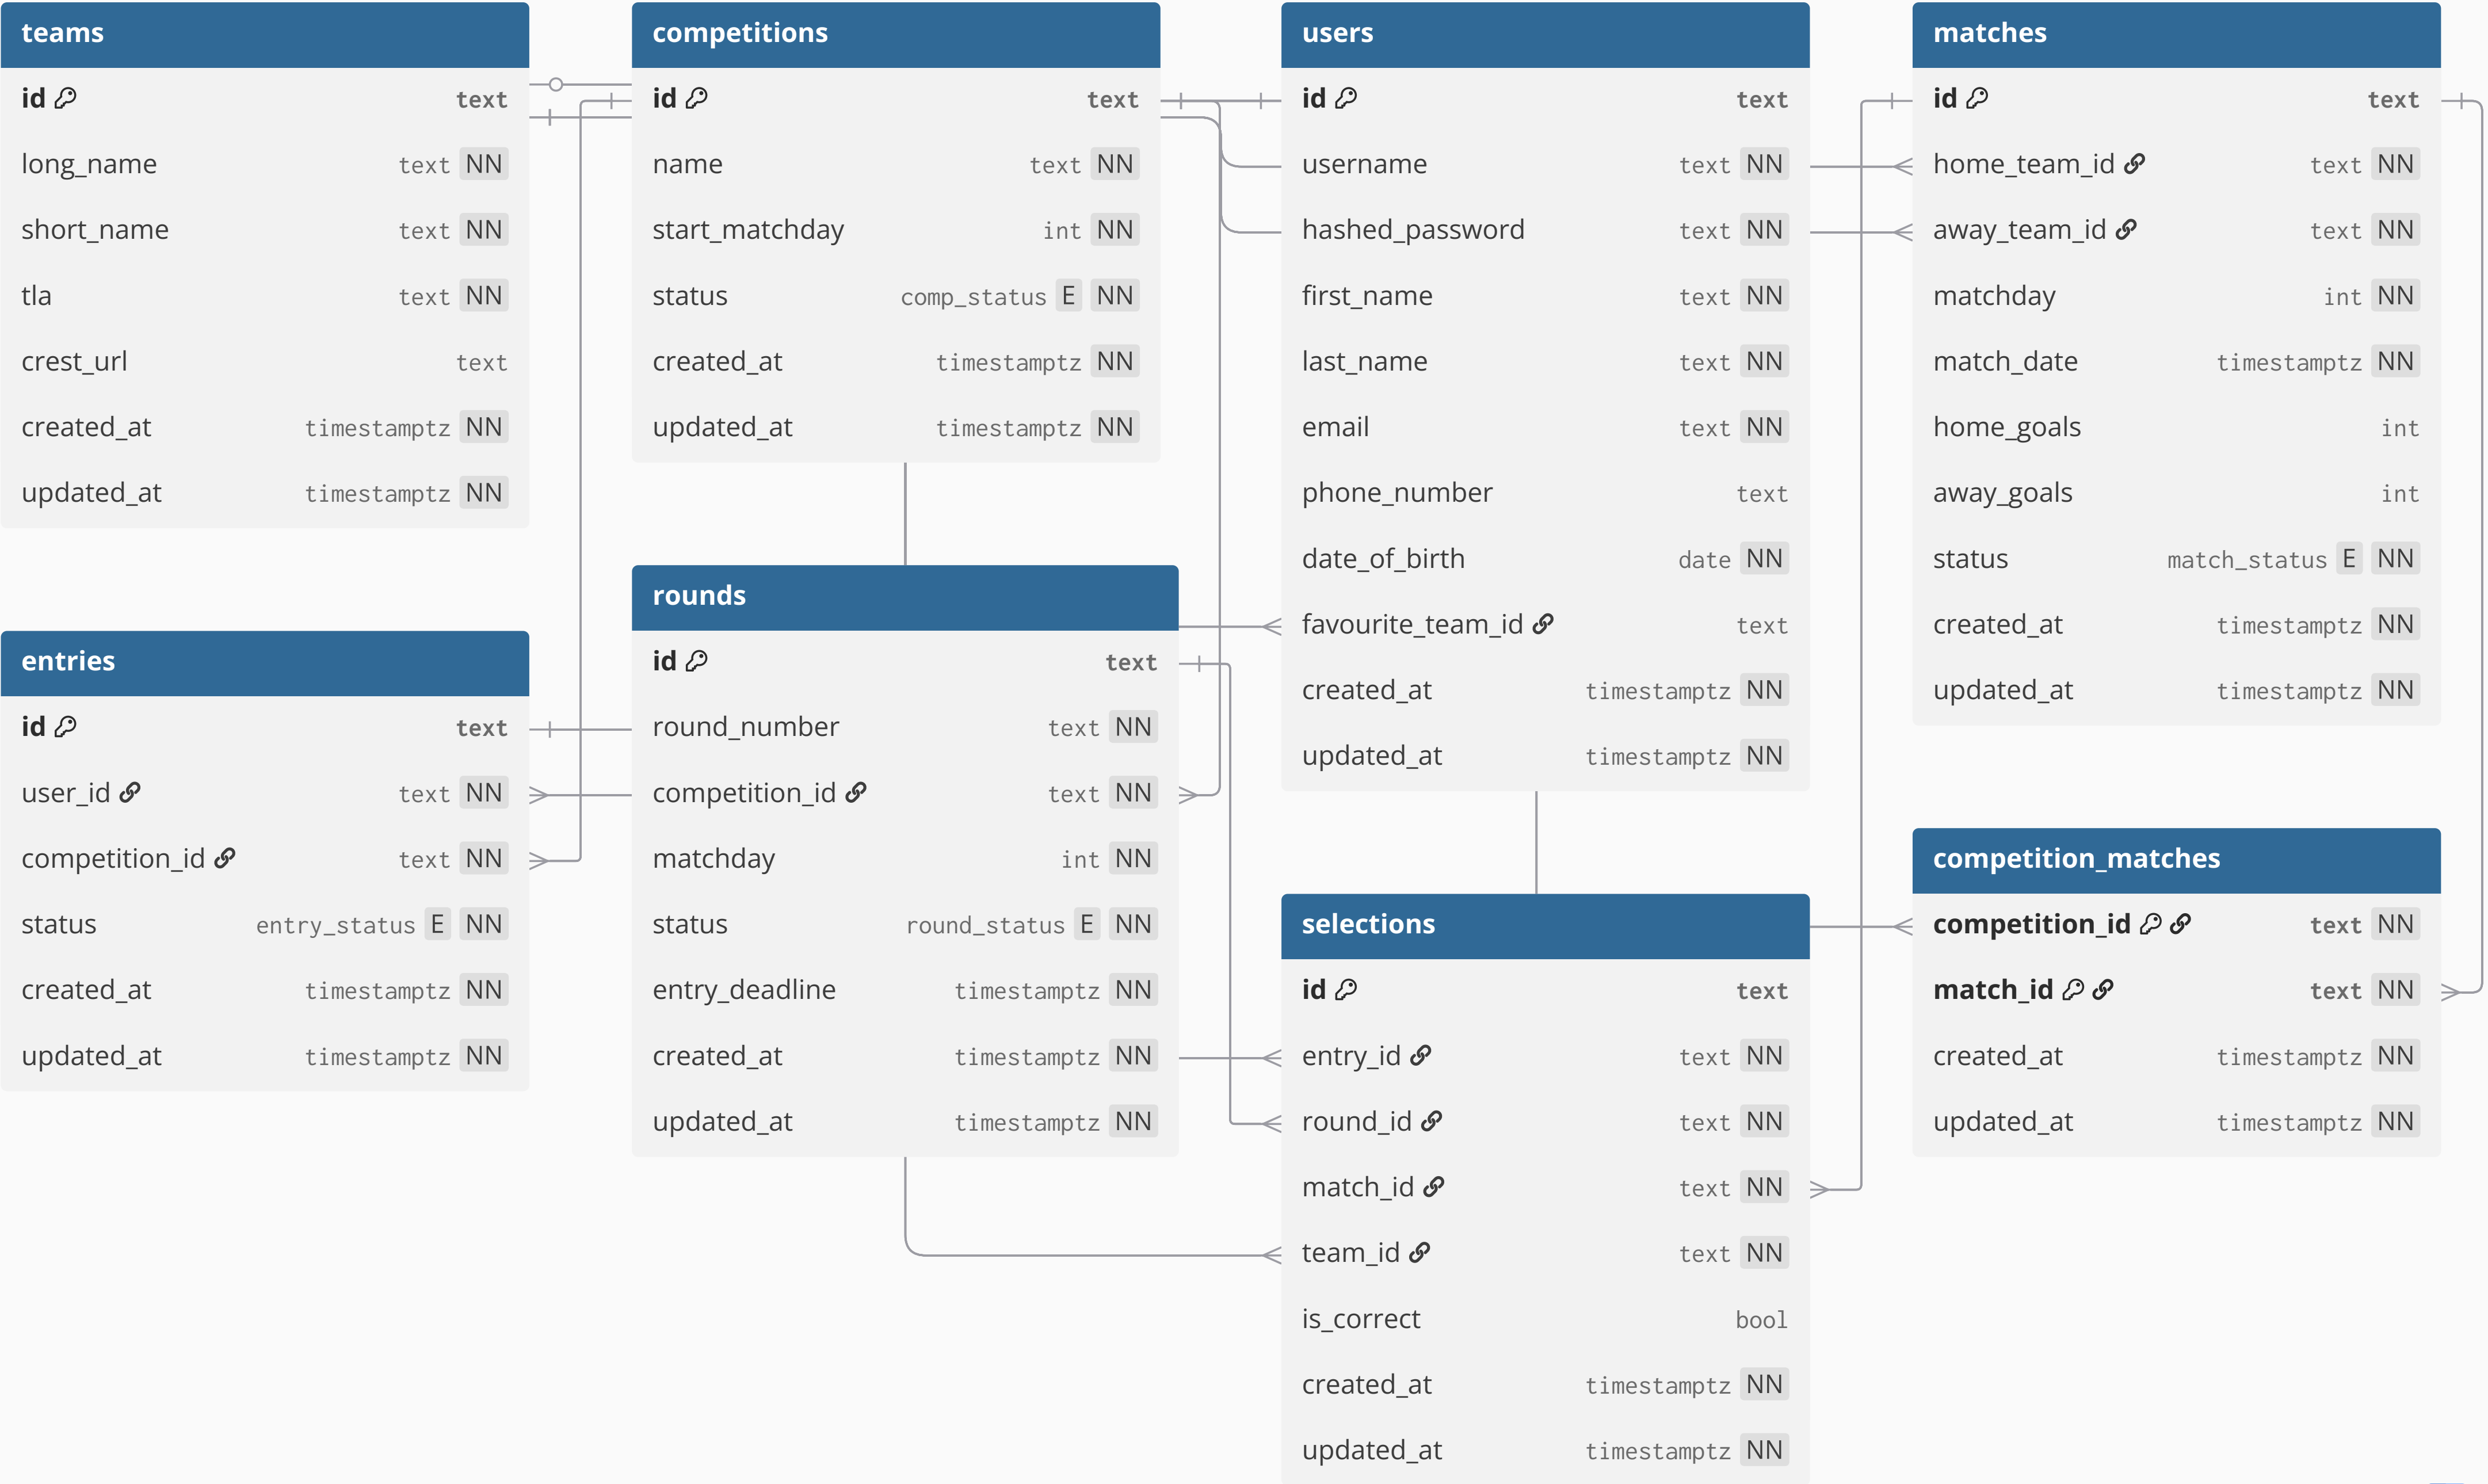 teams
id text
long_name text NN
short_name text NN
tla text NN
crest_url text
created_at timestamptz NN
updated_at timestamptz NN
competitions
id text
name text NN
start_matchday int NN
status comp_status E NN
created_at timestamptz NN
updated_at timestamptz NN
users
id text
username text NN
hashed_password text NN
first_name text NN
last_name text NN
email text NN
phone_number text
date_of_birth date NN
favourite_team_id text
created_at timestamptz NN
updated_at timestamptz NN
matches
id text
home_team_id text NN
away_team_id text NN
matchday int NN
match_date timestamptz NN
home_goals int
away_goals int
status match_status E NN
created_at timestamptz NN
updated_at timestamptz NN
entries
id text
user_id text NN
competition_id text NN
status entry_status E NN
created_at timestamptz NN
updated_at timestamptz NN
rounds
id text
round_number text NN
competition_id text NN
matchday int NN
status round_status E NN
entry_deadline timestamptz NN
created_at timestamptz NN
updated_at timestamptz NN
selections
id text
entry_id text NN
round_id text NN
match_id text NN
team_id text NN
is_correct bool
created_at timestamptz NN
updated_at timestamptz NN
competition_matches
competition_id text NN
match_id text NN
created_at timestamptz NN
updated_at timestamptz NN